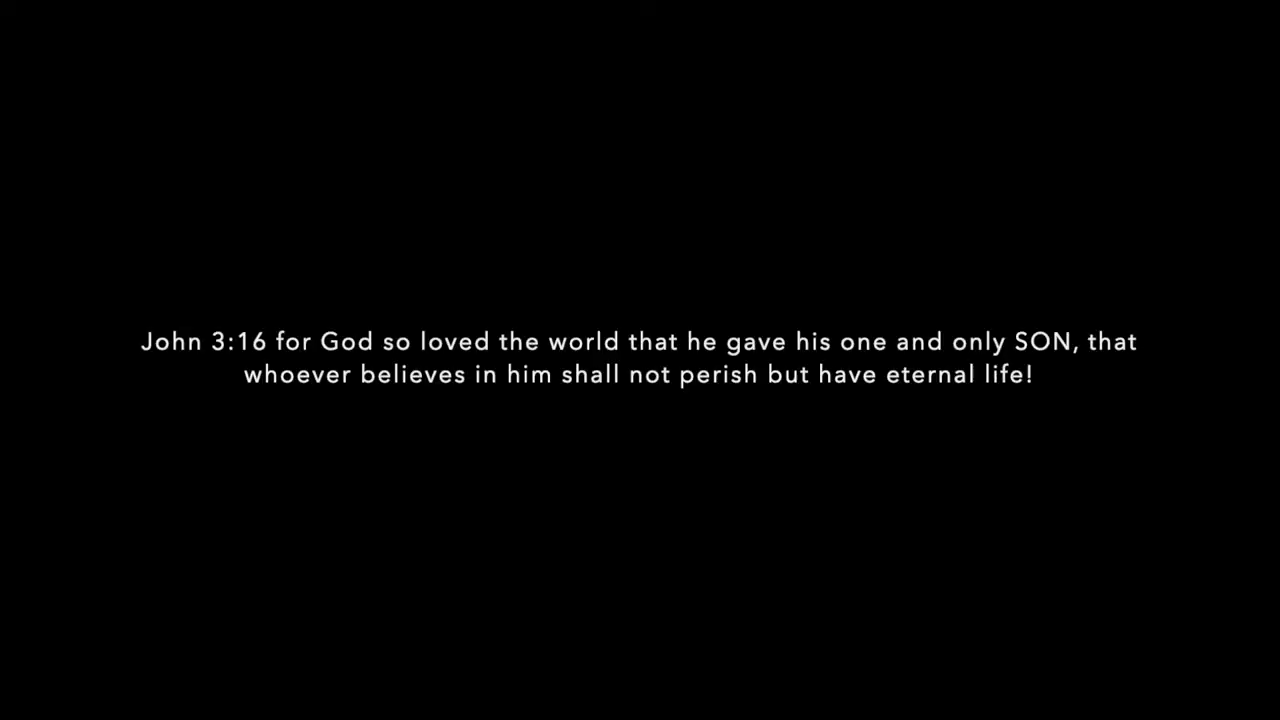 John 3:16 for God so loved the world that he gave his one and only SON, that
whoever believes in him shall not perish but have eternal life!